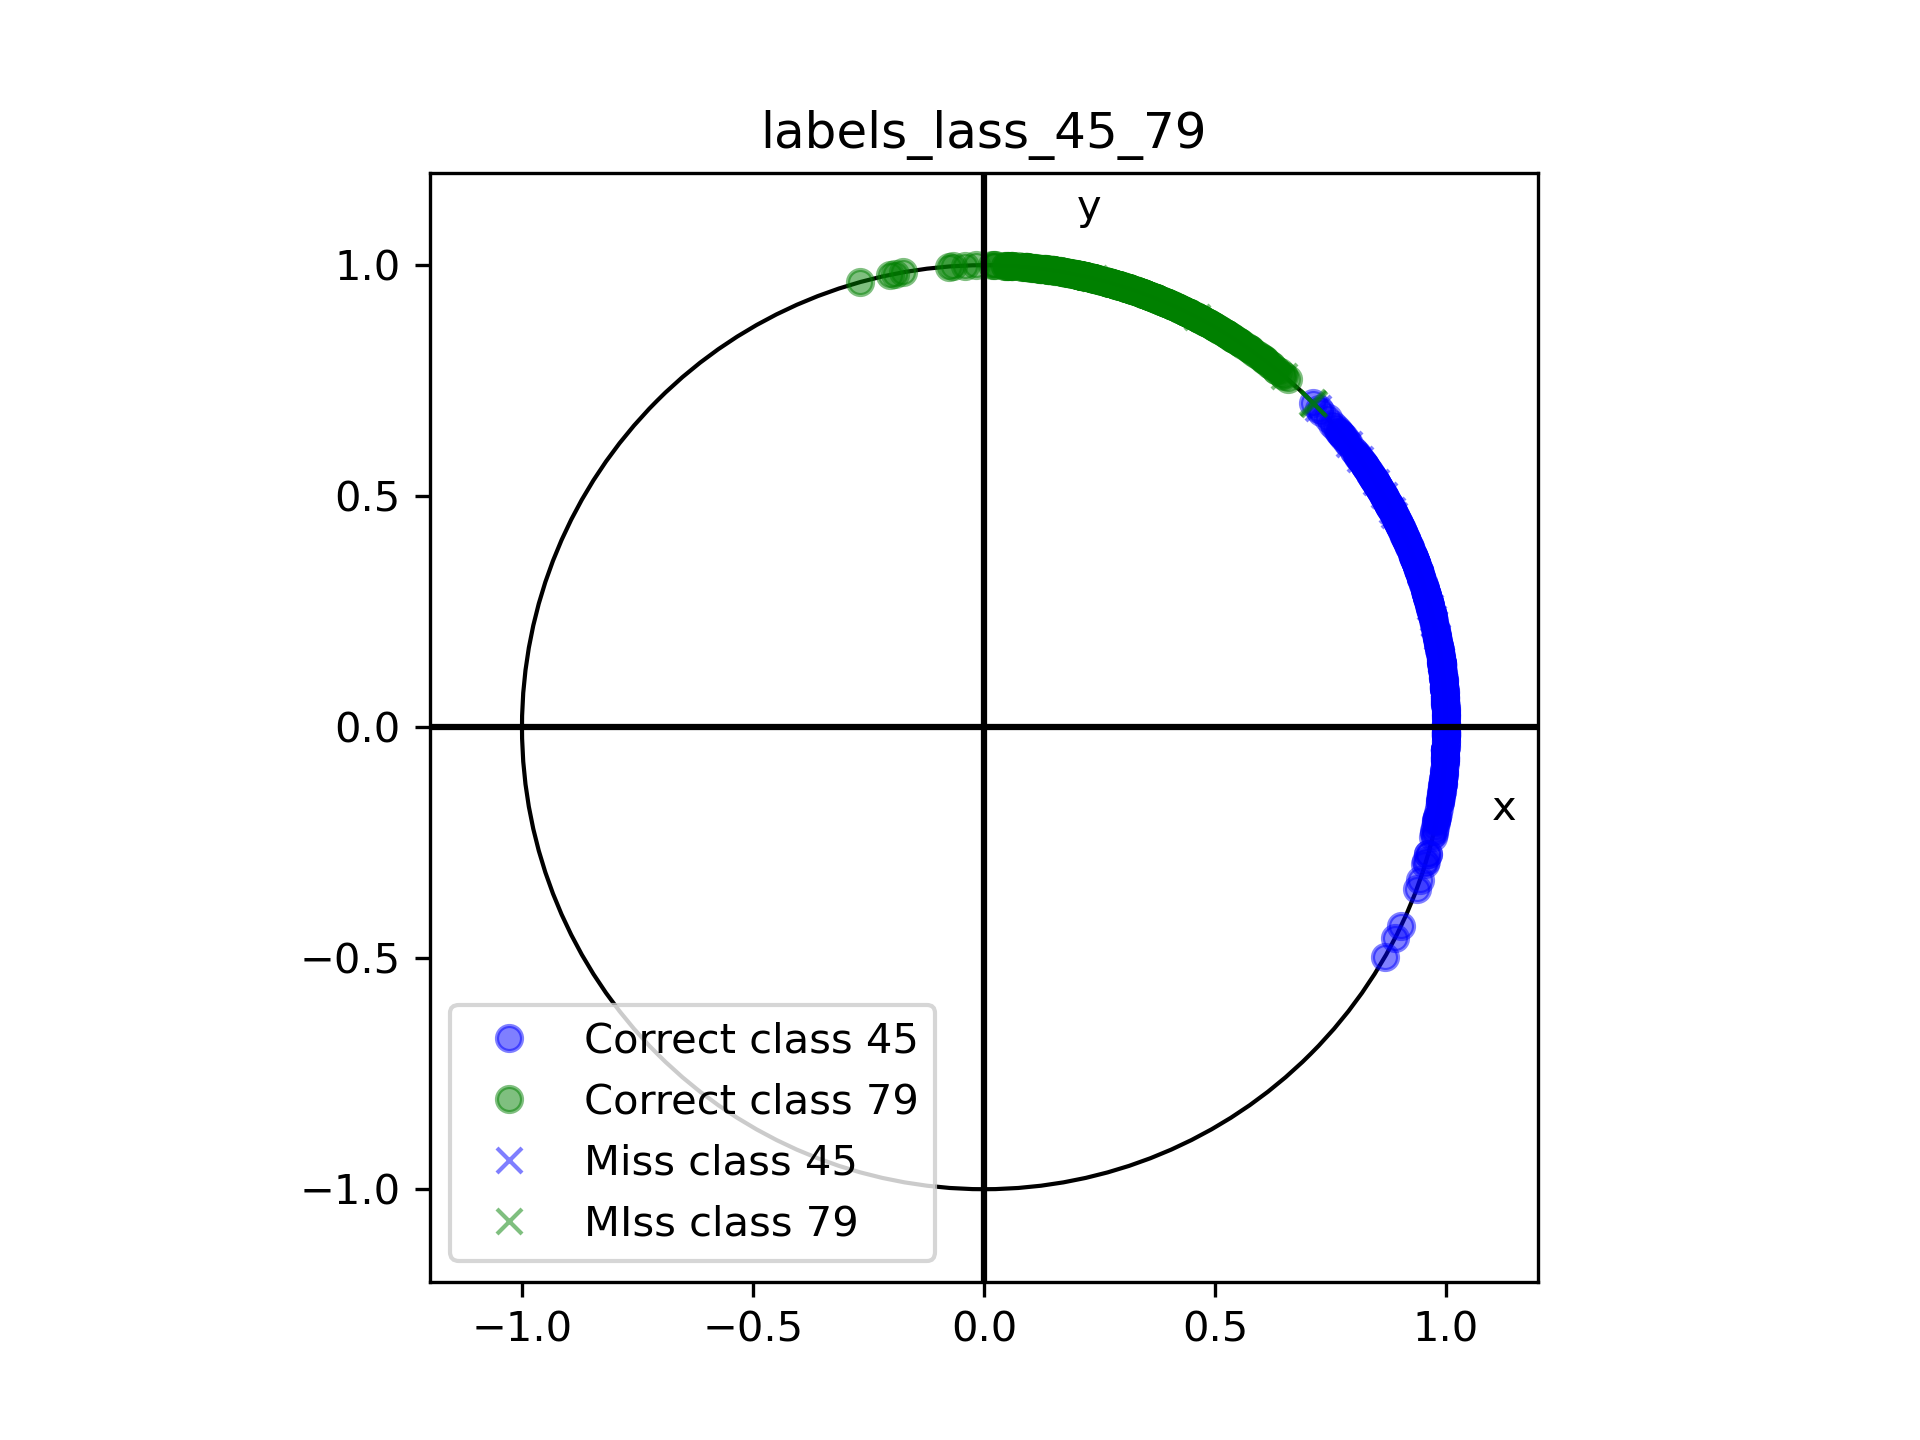 labels_lass_45_79
y
1.0
0.5
0.0
x
−0.5
−1.0
Correct class 45
Correct class 79
Miss class 45
MIss class 79
−1.0 −0.5 0.0 0.5 1.0